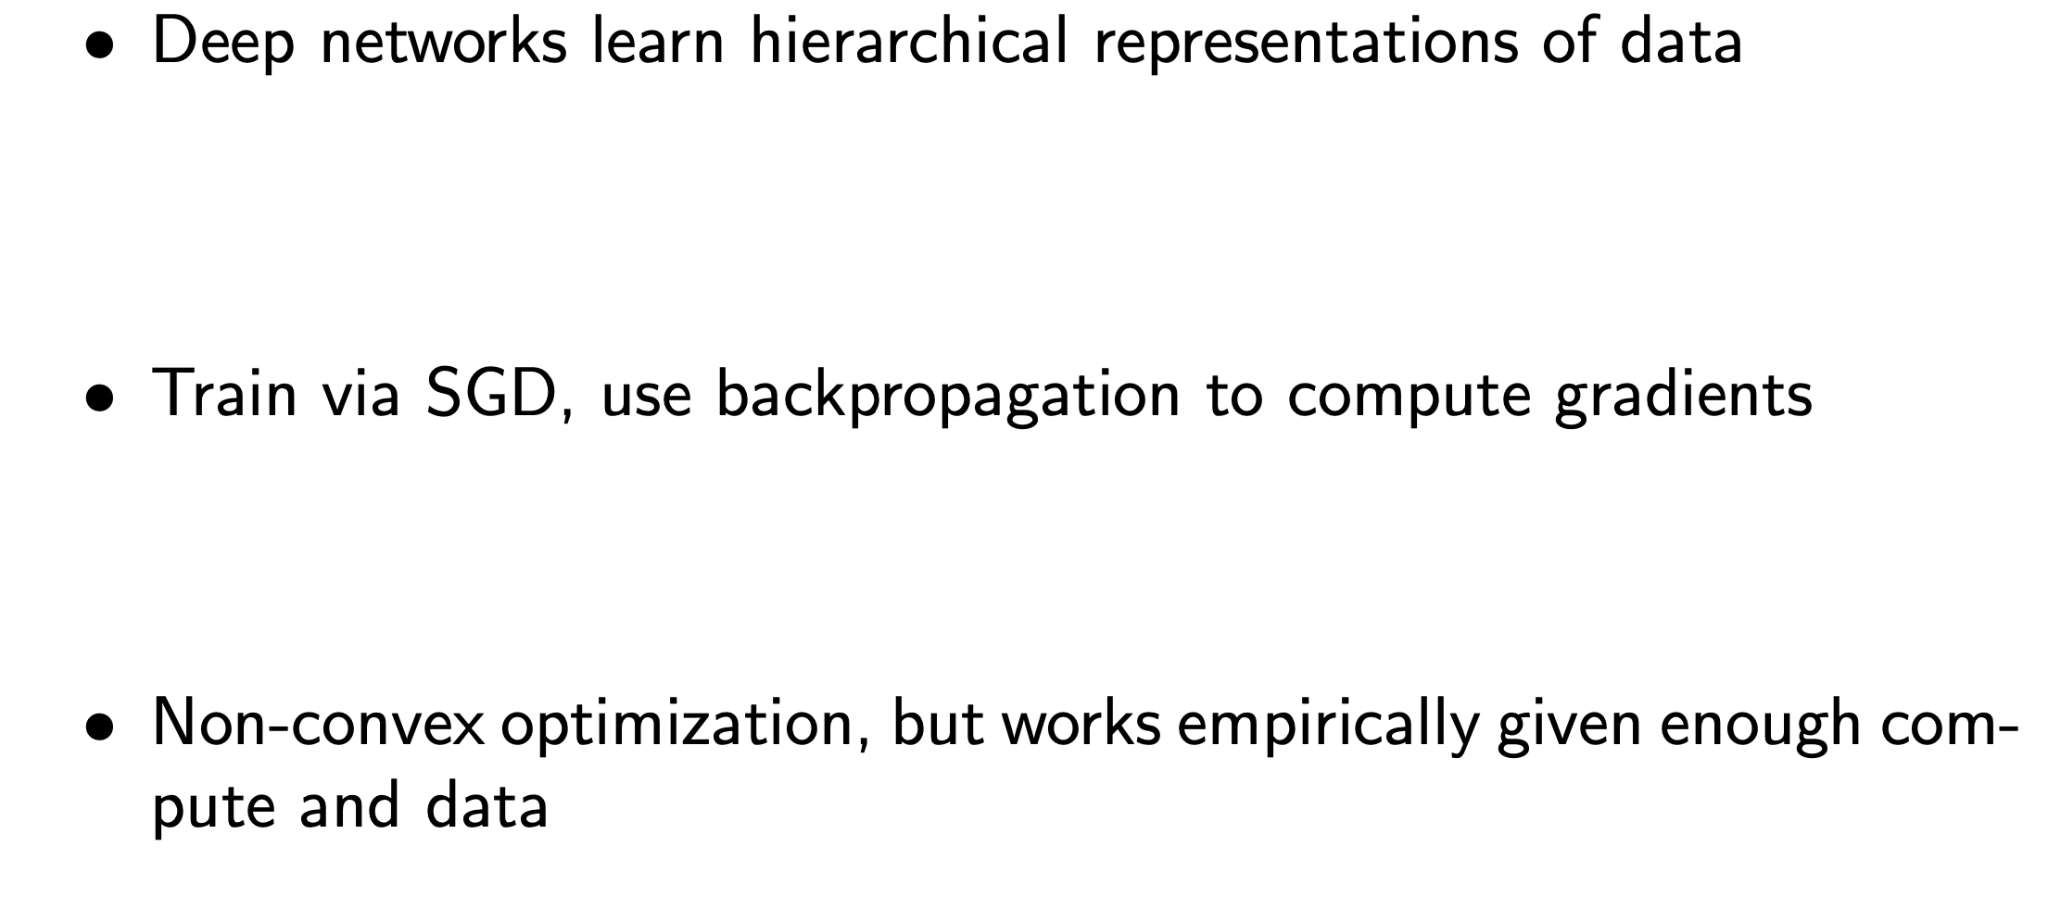 • Deep networks learn hierarchical representations of data
• Train via SGD, use backpropagation to compute gradients
• Non-convex optimization, but works empirically given enough com-
pute and data